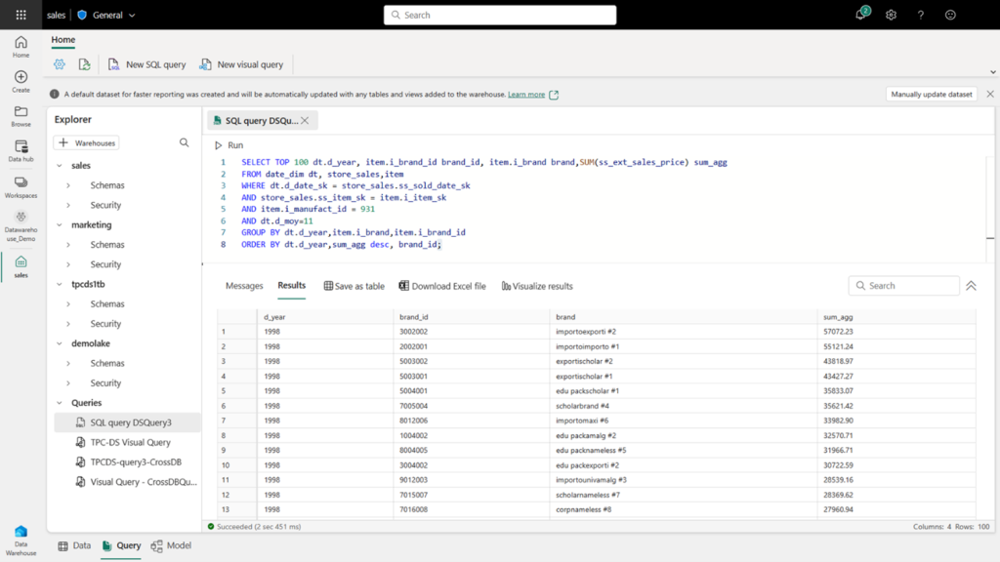 sales General
Search
2
Home
Create
Browse
Data hub
Workspaces
Datawareho
use_Demo
sales
Data
Warehouse
Home
New SQL query New visual query
A default dataset for faster reporting was created and will be automatically updated with any tables and views added to the warehouse. Learn more
Manually update dataset
Explorer
+ Warehouses
sales
Schemas
Security
marketing
Schemas
Security
tpcds1tb
Schemas
Security
demolake
Schemas
Security
Queries
SQL query DSQuery3
TPC-DS Visual Query
TPCDS-query3-CrossDB
Visual Query - CrossDBQu...
SQL query DSQu...
Run
1 SELECT TOP 100 dt.d_year, item.i_brand_id brand_id, item.i_brand brand,SUM(ss_ext_sales_price) sum_agg
2 FROM date_dim dt, store_sales,item
3 WHERE dt.d_date_sk = store_sales.ss_sold_date_sk
4 AND store_sales.ss_item_sk = item.i_item_sk
5 AND item.i_manufact_id = 931
6 AND dt.d_moy=11
7 GROUP BY dt.d_year,item.i_brand,item.i_brand_id
8 ORDER BY dt.d_year,sum_agg desc, brand_id;
Messages Results Save as table Download Excel file Visualize results
Search
d_year brand_id brand sum_agg
1 1998 3002002 importoexporti #2 57072.23
2 1998 2002001 importoimporto #1 55121.24
3 1998 5003002 exportischolar #2 43818.97
4 1998 5003001 exportischolar #1 43427.27
5 1998 5004001 edu packscholar #1 35833.07
6 1998 7005004 scholarbrand #4 35621.42
7 1998 8012006 importomaxi #6 33982.90
8 1998 1004002 edu packamalg #2 32570.71
9 1998 8004005 edu packnameless #5 31966.71
10 1998 3004002 edu packexporti #2 30722.59
11 1998 9012003 importounivamalg #3 28539.16
12 1998 7015007 scholarnameless #7 28369.62
13 1998 7016008 corpnameless #8 27960.94
Succeeded (2 sec 451 ms)
Columns: 4 Rows: 100
Data Query Model